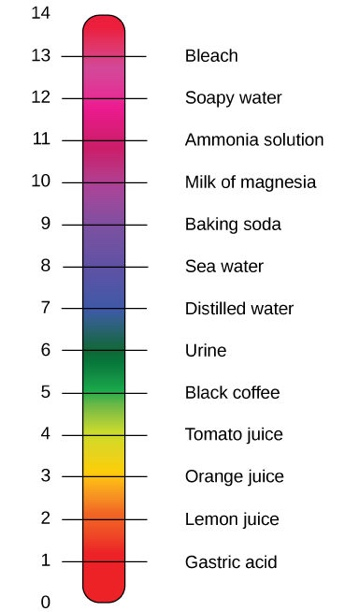 14
13 Bleach
12 Soapy water
11 Ammonia solution
10 Milk of magnesia
9 Baking soda
8 Sea water
7 Distilled water
6 Urine
5 Black coffee
4 Tomato juice
3 Orange juice
2 Lemon juice
1 Gastric acid
0